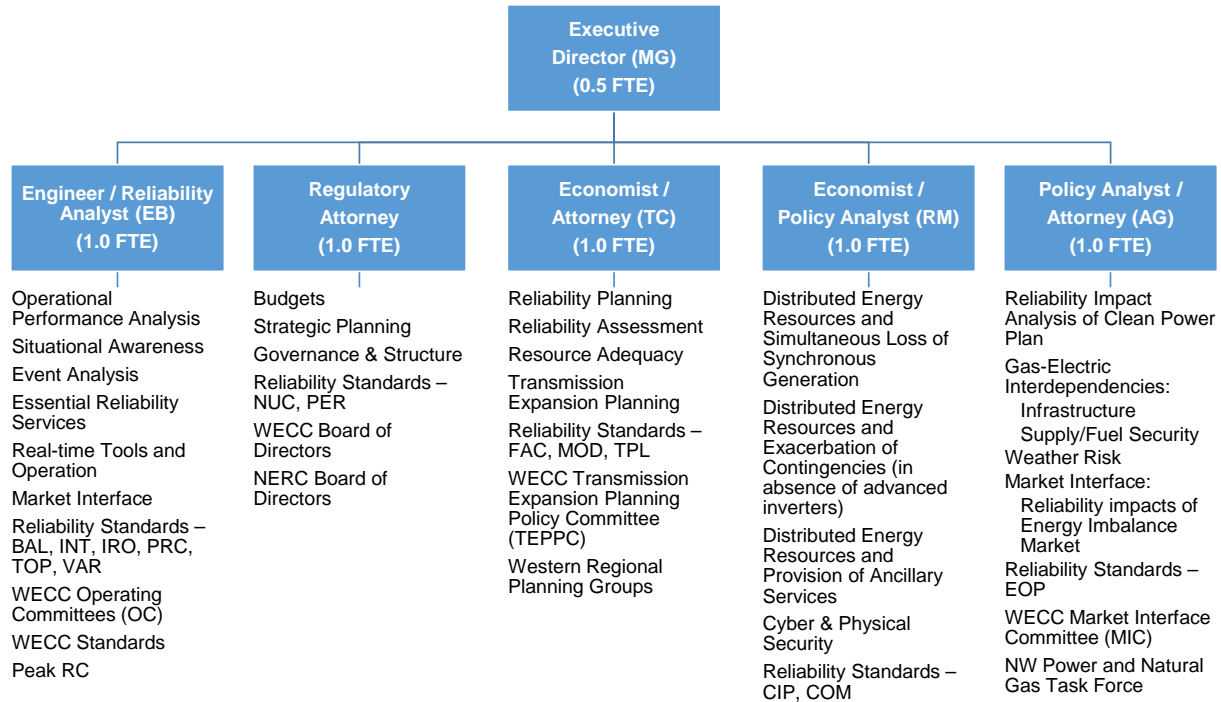 Executive
Director (MG)
(0.5 FTE)
Engineer / Reliability
Analyst (EB)
(1.0 FTE)
Regulatory
Attorney
(1.0 FTE)
Economist /
Attorney (TC)
(1.0 FTE)
Economist /
Policy Analyst (RM)
(1.0 FTE)
Policy Analyst /
Attorney (AG)
(1.0 FTE)
Operational
Performance Analysis
Situational Awareness
Event Analysis
Essential Reliability
Services
Real-time Tools and
Operation
Market Interface
Reliability Standards –
BAL, INT, IRO, PRC,
TOP, VAR
WECC Operating
Committees (OC)
WECC Standards
Peak RC
Budgets
Strategic Planning
Governance & Structure
Reliability Standards –
NUC, PER
WECC Board of
Directors
NERC Board of
Directors
Reliability Planning
Reliability Assessment
Resource Adequacy
Transmission
Expansion Planning
Reliability Standards –
FAC, MOD, TPL
WECC Transmission
Expansion Planning
Policy Committee
(TEPPC)
Western Regional
Planning Groups
Distributed Energy
Resources and
Simultaneous Loss of
Synchronous
Generation
Distributed Energy
Resources and
Exacerbation of
Contingencies (in
absence of advanced
inverters)
Distributed Energy
Resources and
Provision of Ancillary
Services
Cyber & Physical
Security
Reliability Standards –
CIP, COM
Reliability Impact
Analysis of Clean Power
Plan
Gas-Electric
Interdependencies:
Infrastructure
Supply/Fuel Security
Weather Risk
Market Interface:
Reliability impacts of
Energy Imbalance
Market
Reliability Standards –
EOP
WECC Market Interface
Committee (MIC)
NW Power and Natural
Gas Task Force